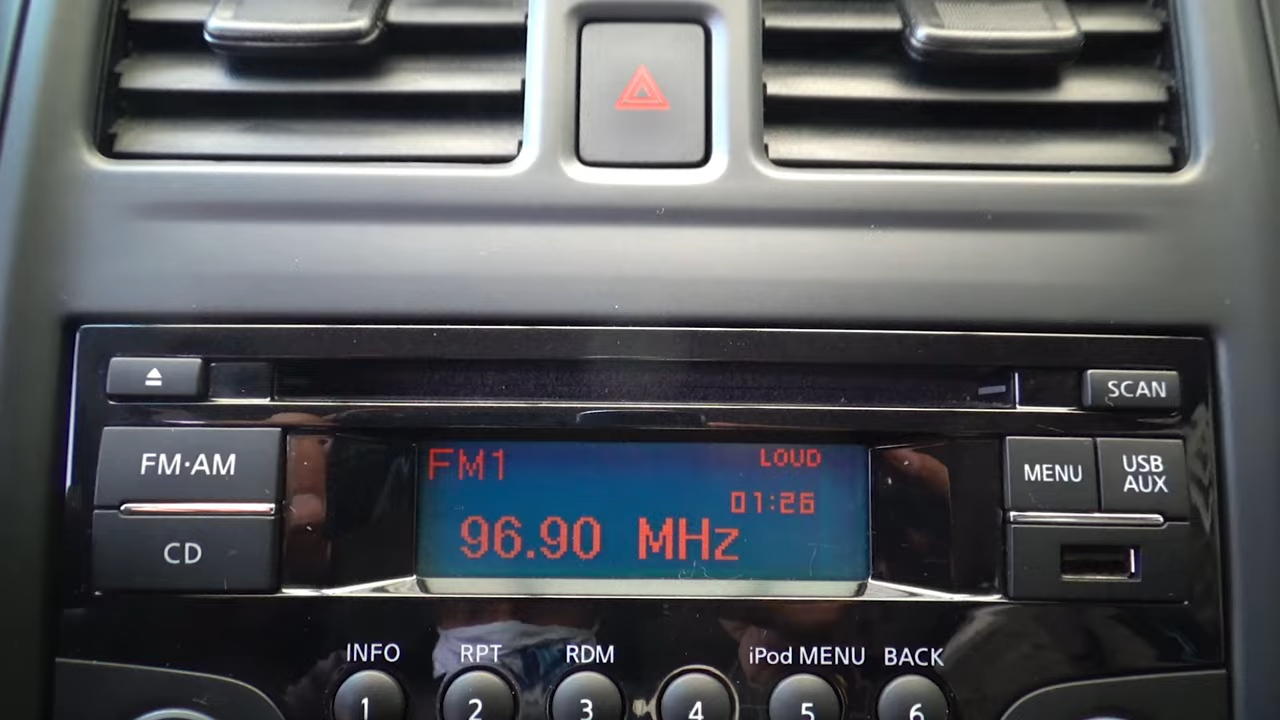 SCAN
FM·AM
CD
FM1
LOUD
01:26
96.90 MHz
MENU
USB
AUX
INFO
RPT
RDM
iPod MENU
BACK
1
2
3
4
5
6